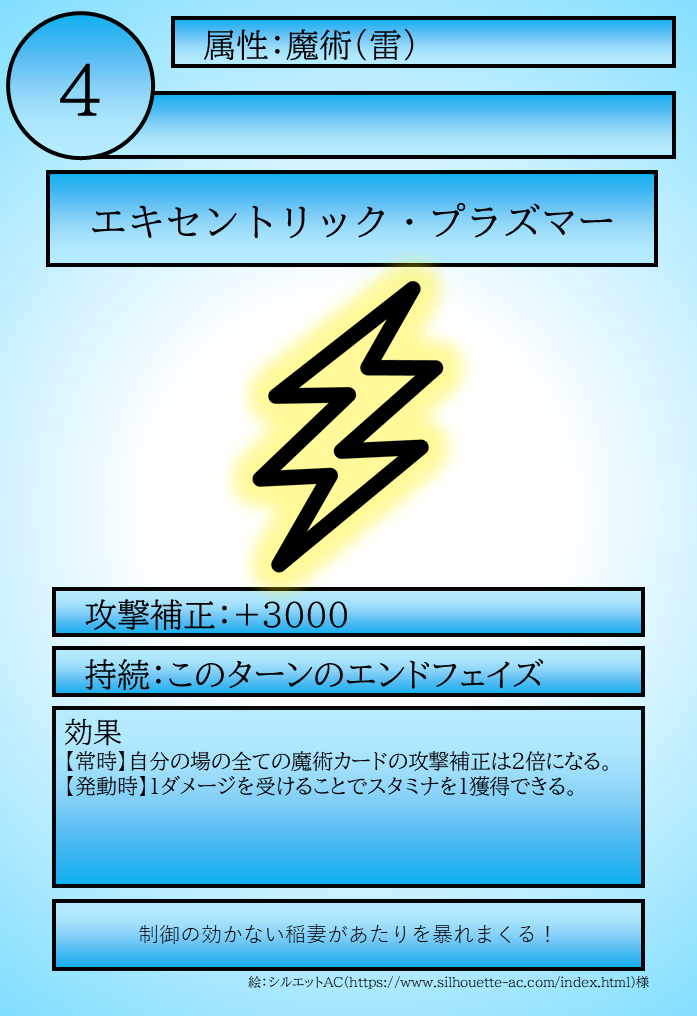 属性：魔術（雷）
4
エキセントリック・プラズマー
攻撃補正：＋3000
持続：このターンのエンドフェイズ
効果
【常時】自分の場の全ての魔術カードの攻撃補正は2倍になる。
【発動時】1ダメージを受けることでスタミナを1獲得できる。
制御の効かない稲妻があたりを暴れまくる！
絵：シルエットAC（https://www.silhouette-ac.com/index.html）様